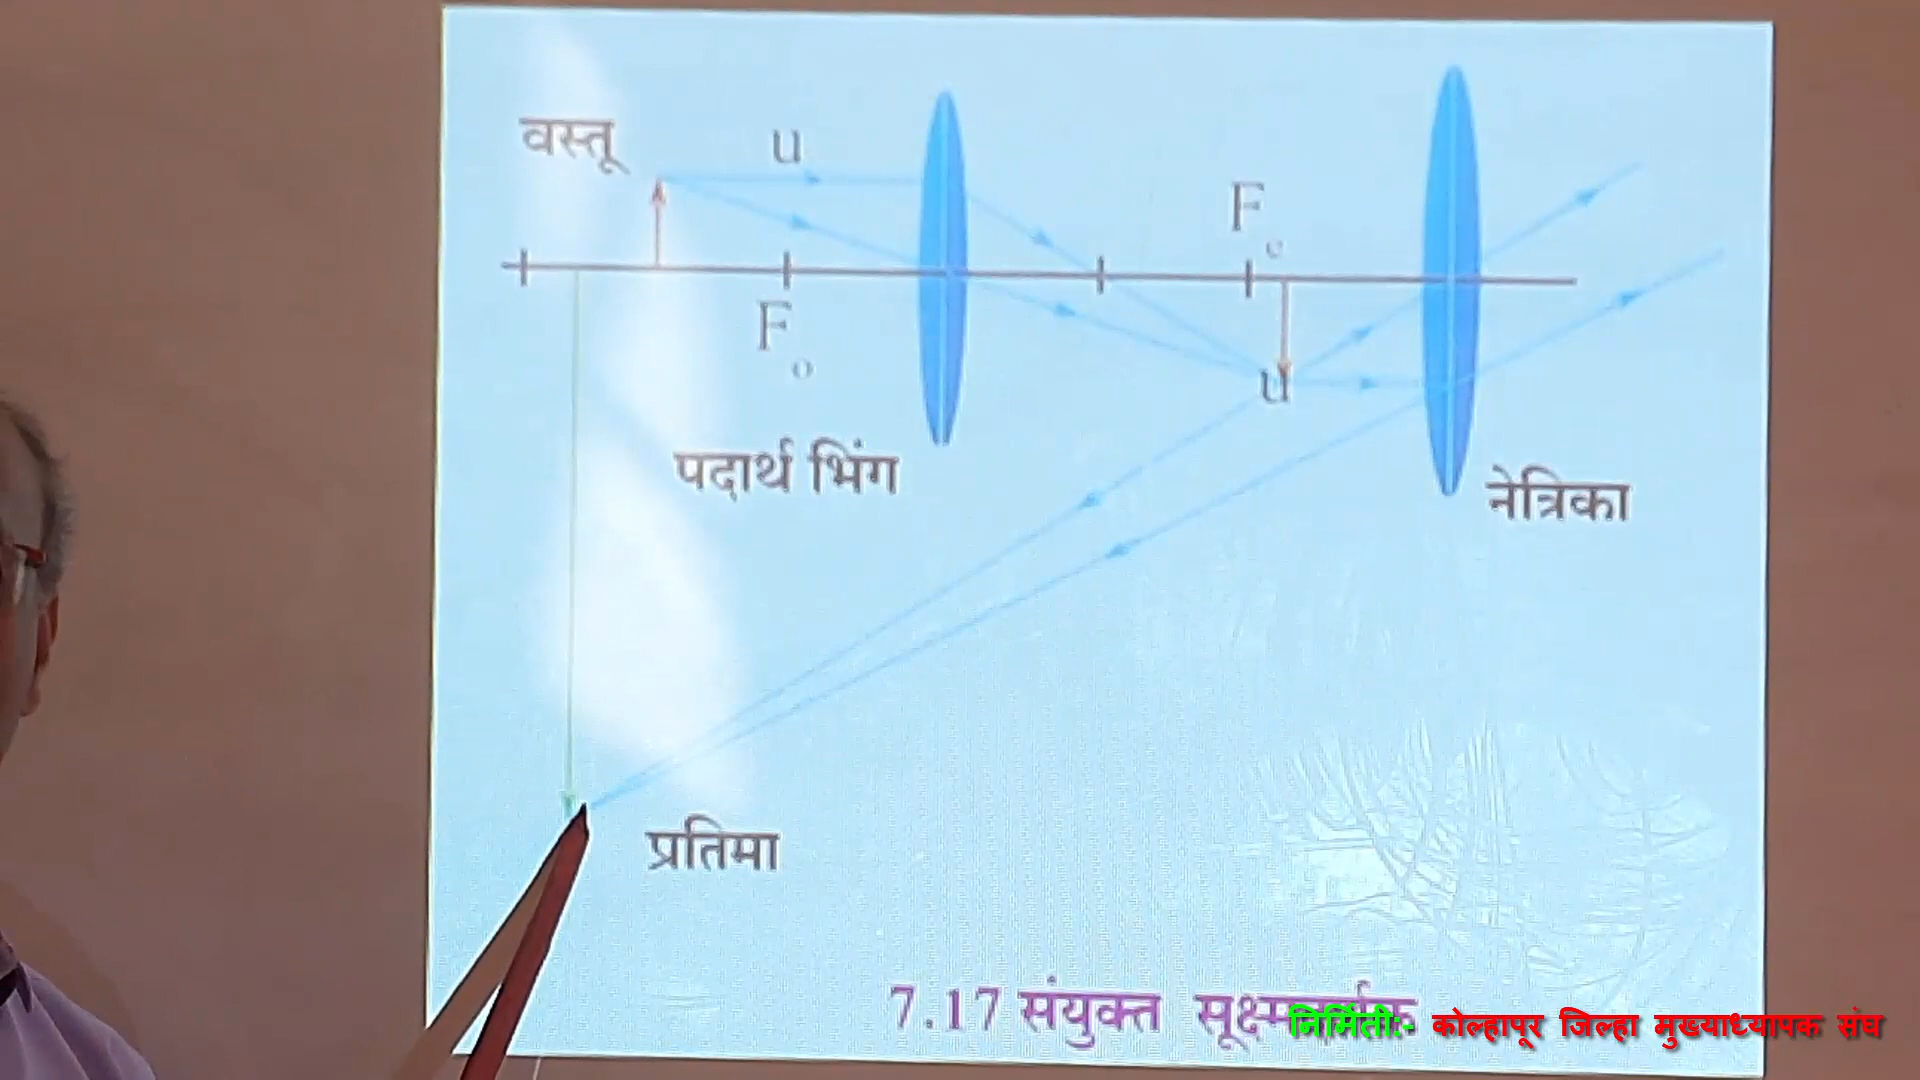 वस्तू
u
F
e
F
o
u
पदार्थ भिंग
नेत्रिका
प्रतिमा
7.17 संयुक्त
निर्मिती:- कोल्हापूर जिल्हा मुख्याध्यापक संघ